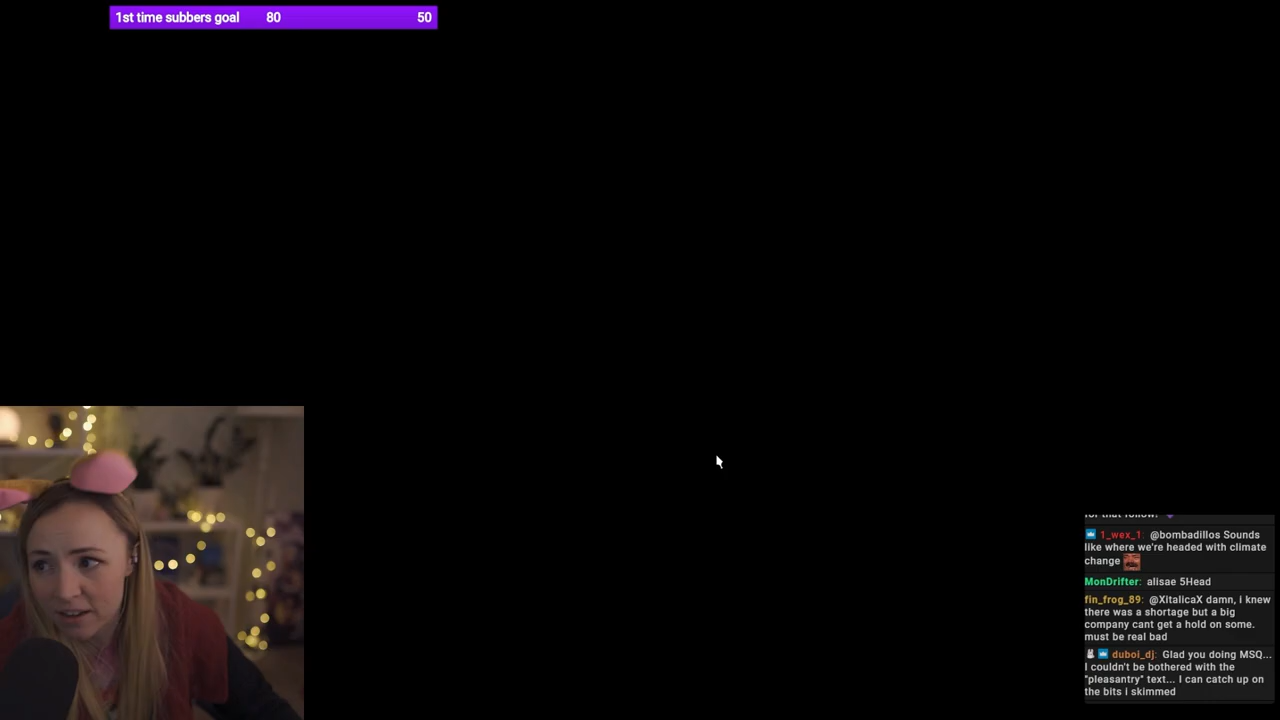 1st time subbers goal 80 50
for that follow!
1_wex_1: @bombadillos Sounds
like where we're headed with climate
change
MonDrifter: alisae 5Head
fin_frog_89: @XitalicaX damn, i knew
there was a shortage but a big
company cant get a hold on some.
must be real bad
duboi_dj: Glad you doing MSQ...
I couldn't be bothered with the
"pleasantry" text... I can catch up on
the bits i skimmed